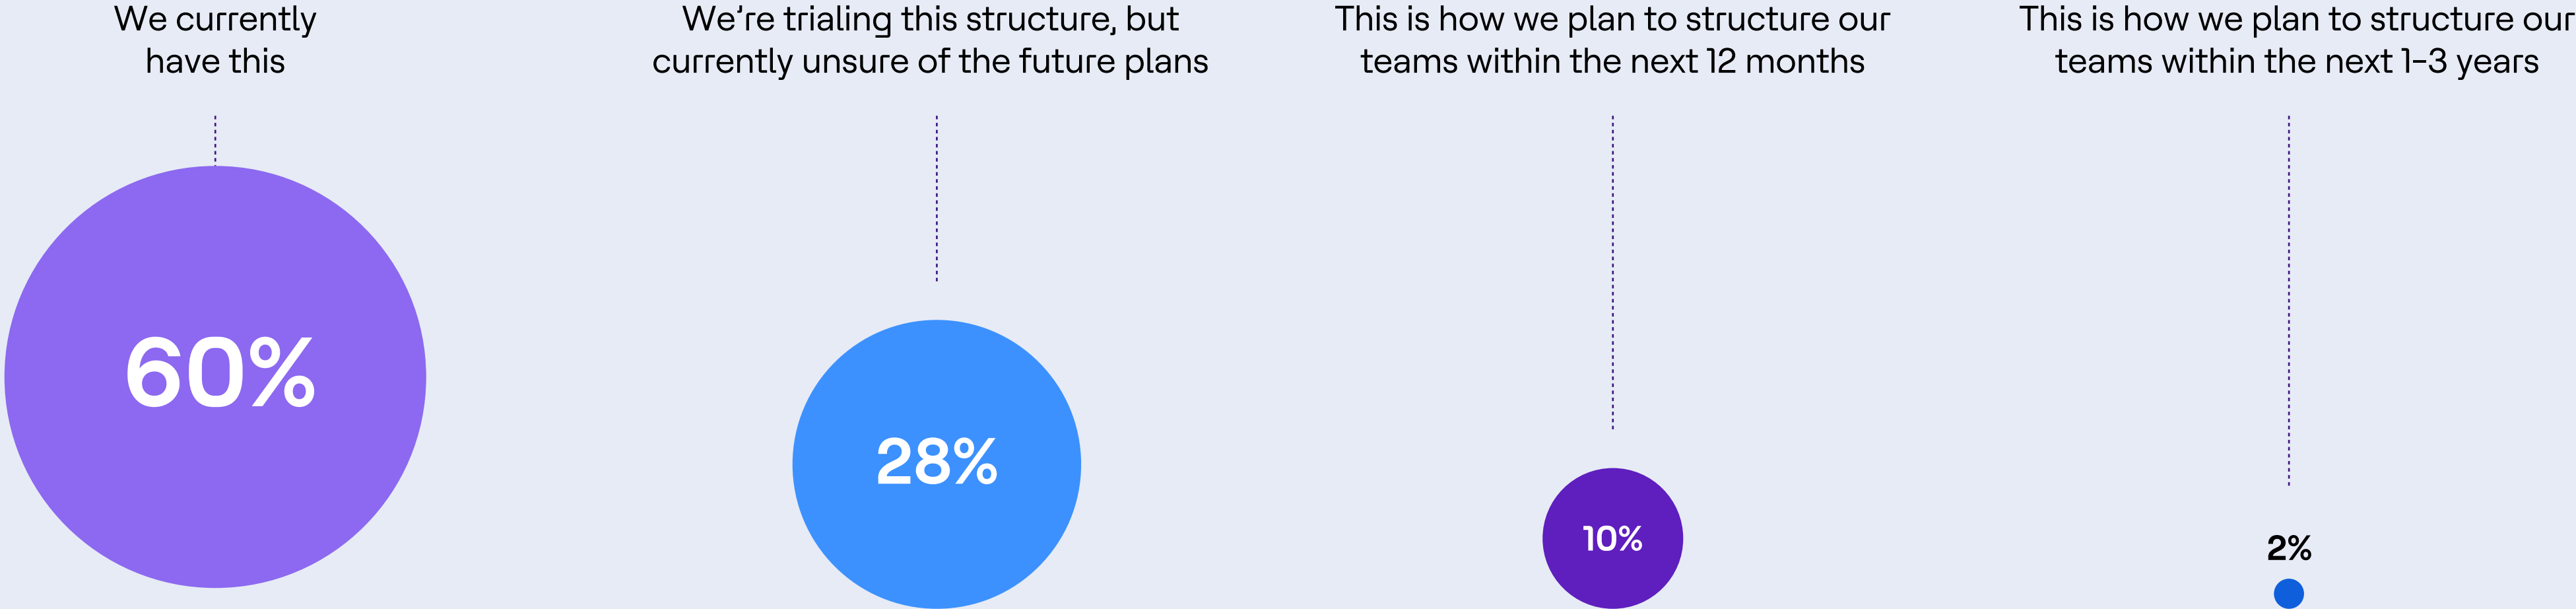 We currently
have this
We’re trialing this structure, but
currently unsure of the future plans
This is how we plan to structure our
teams within the next 12 months
This is how we plan to structure our
teams within the next 1–3 years
60%
28%
10%
2%